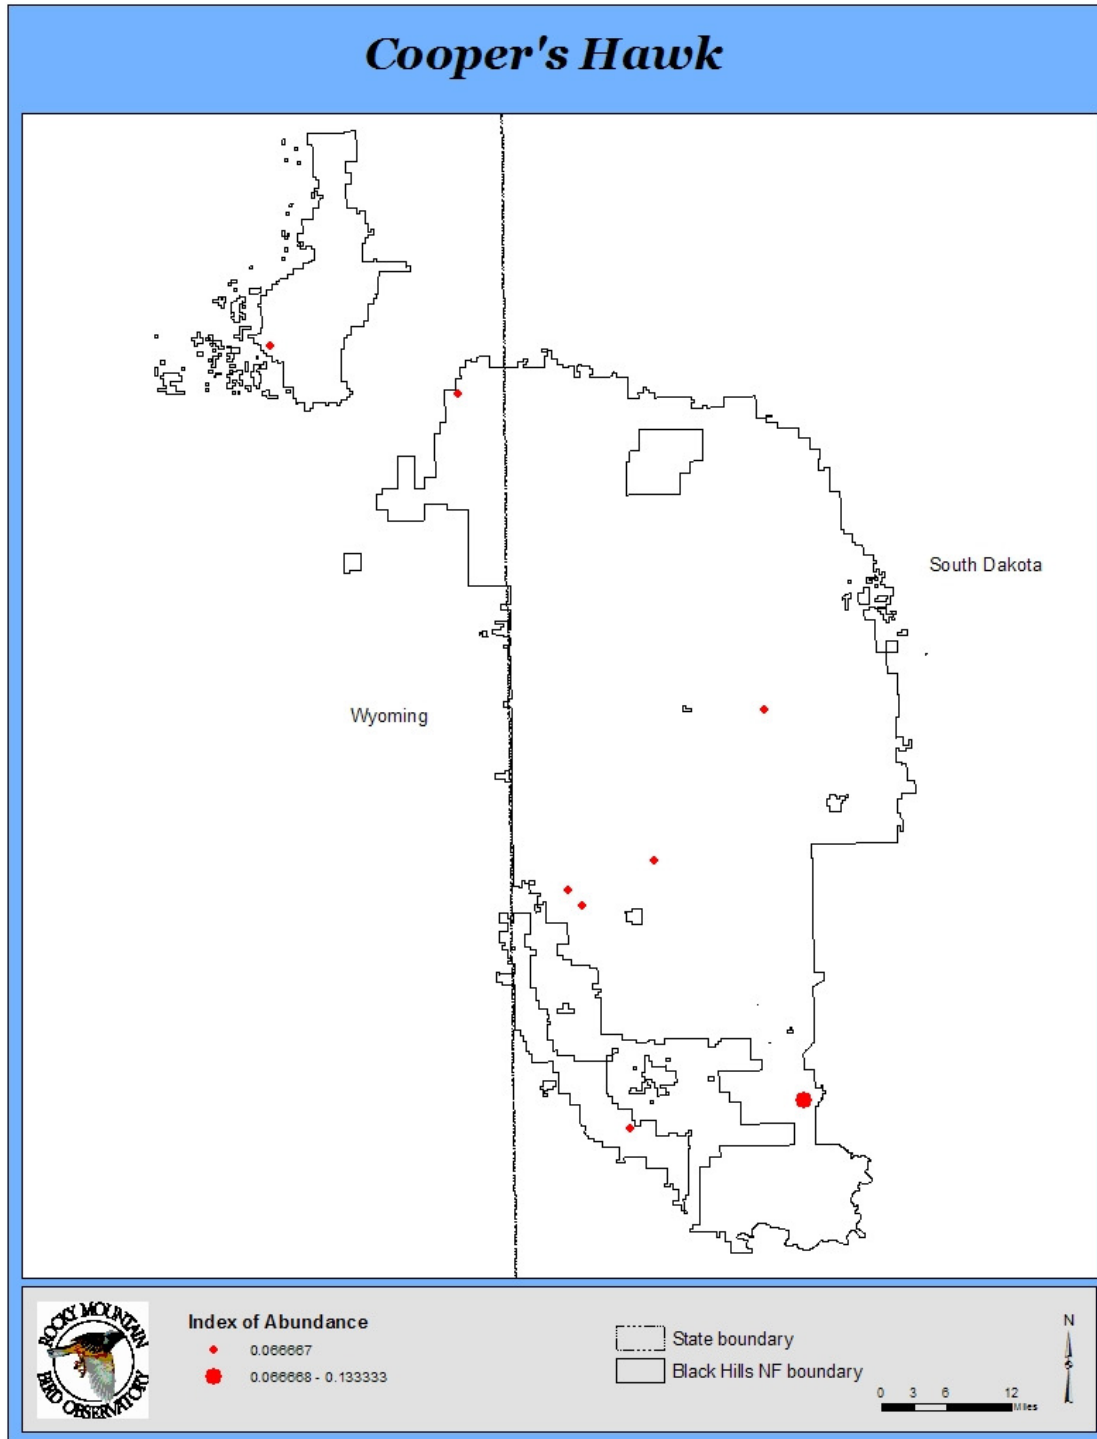 Cooper's Hawk
South Dakota
Wyoming
ROCKY MOUNTAIN
BIRD OBSERVATORY
Index of Abundance
0.066667
0.066668 - 0.133333
State boundary
Black Hills NF boundary
N
0 3 6 12
Miles